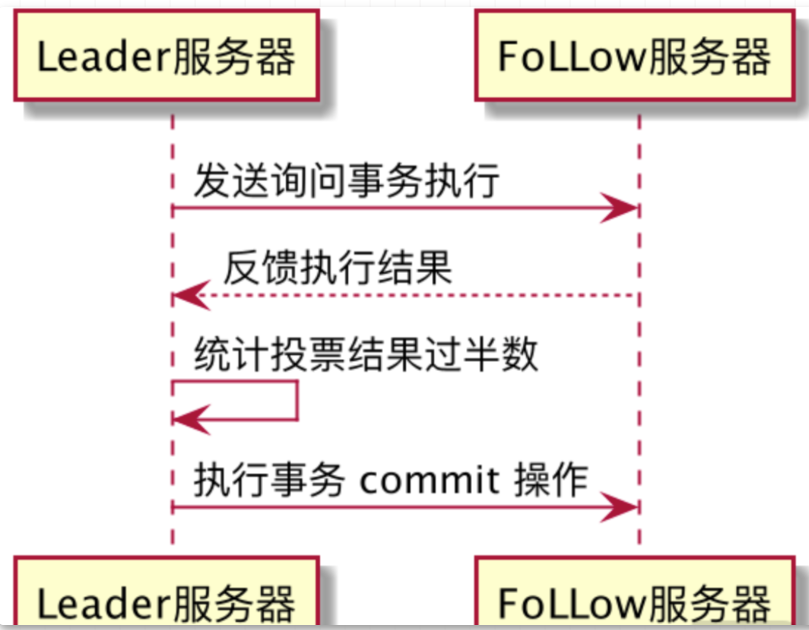 Leader服务器
FoLLow服务器
发送询问事务执行
反馈执行结果
统计投票结果过半数
执行事务 commit 操作
Leader服务器
FoLLow服务器